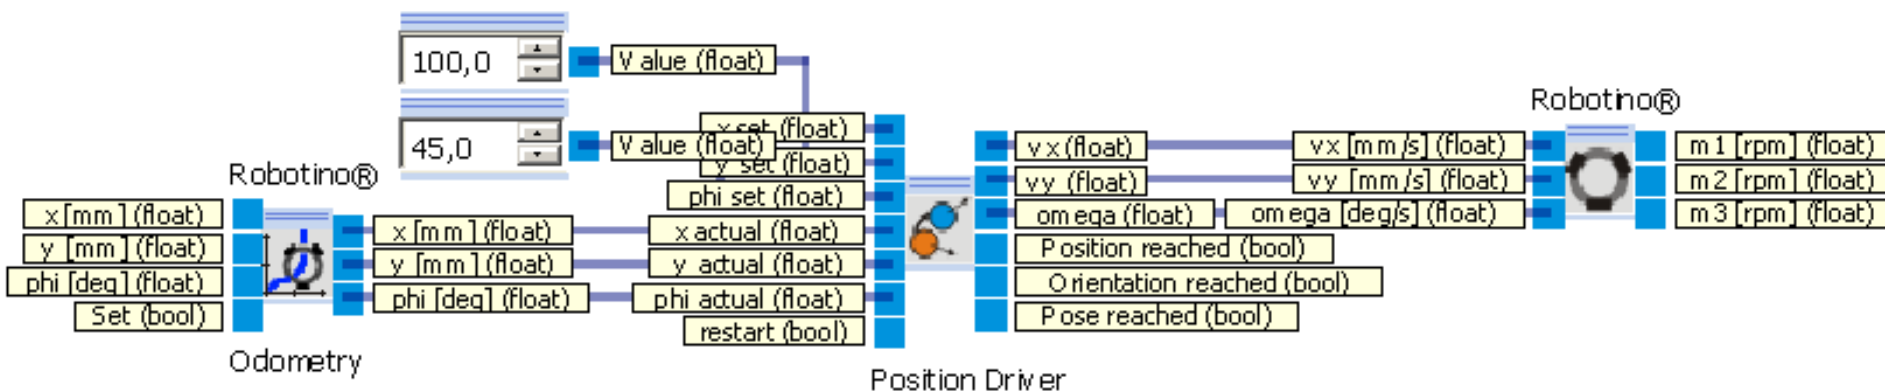 100,0
Value (float)
45,0
Value (float)
Robotino®
x [mm] (float)
y [mm] (float)
phi [deg] (float)
Set (bool)
x [mm] (float)
y [mm] (float)
phi [deg] (float)
Odometry
x set (float)
y set (float)
phi set (float)
x actual (float)
y actual (float)
phi actual (float)
restart (bool)
Position Driver
vx (float)
vy (float)
omega (float)
Position reached (bool)
Orientation reached (bool)
Pose reached (bool)
Robotino®
vx [mm/s] (float)
vy [mm/s] (float)
omega [deg/s] (float)
m1 [rpm] (float)
m2 [rpm] (float)
m3 [rpm] (float)